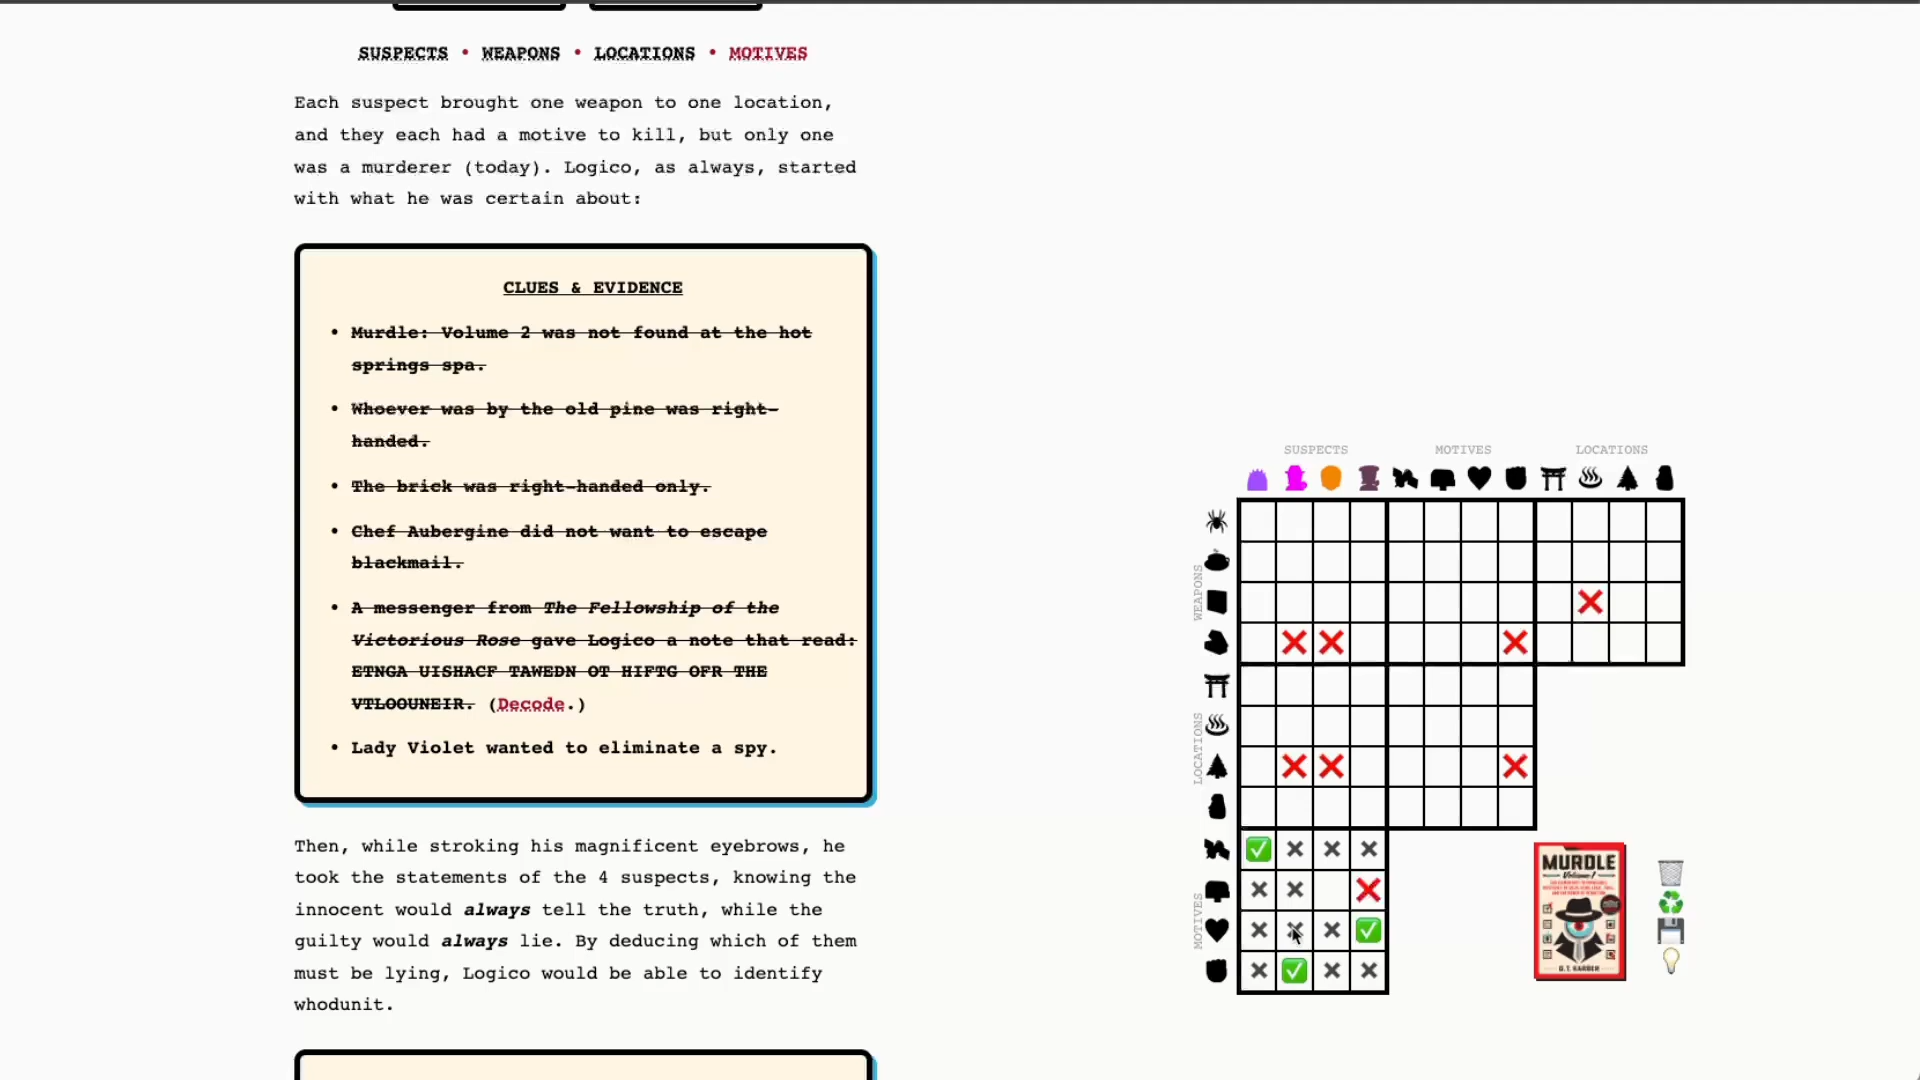 SUSPECTS • WEAPONS • LOCATIONS • MOTIVES
Each suspect brought one weapon to one location,
and they each had a motive to kill, but only one
was a murderer (today). Logico, as always, started
with what he was certain about:
CLUES & EVIDENCE
• Murdle: Volume 2 was not found at the hot
springs spa.
• Whoever was by the old pine was right-
handed.
• The brick was right-handed only.
• Chef Aubergine did not want to escape
blackmail.
• A messenger from The Fellowship of the
Victorious Rose gave Logico a note that read:
ETNGA UISHACF TAWEDN OT HIFTG OFR THE
VTLOOUNEIR. (Decode.)
• Lady Violet wanted to eliminate a spy.
Then, while stroking his magnificent eyebrows, he
took the statements of the 4 suspects, knowing the
innocent would always tell the truth, while the
guilty would always lie. By deducing which of them
must be lying, Logico would be able to identify
whodunit.
SUSPECTS MOTIVES LOCATIONS
WEAPONS
LOCATIONS
MOTIVES
MURDLE
Volume 1
G.T. KARBER